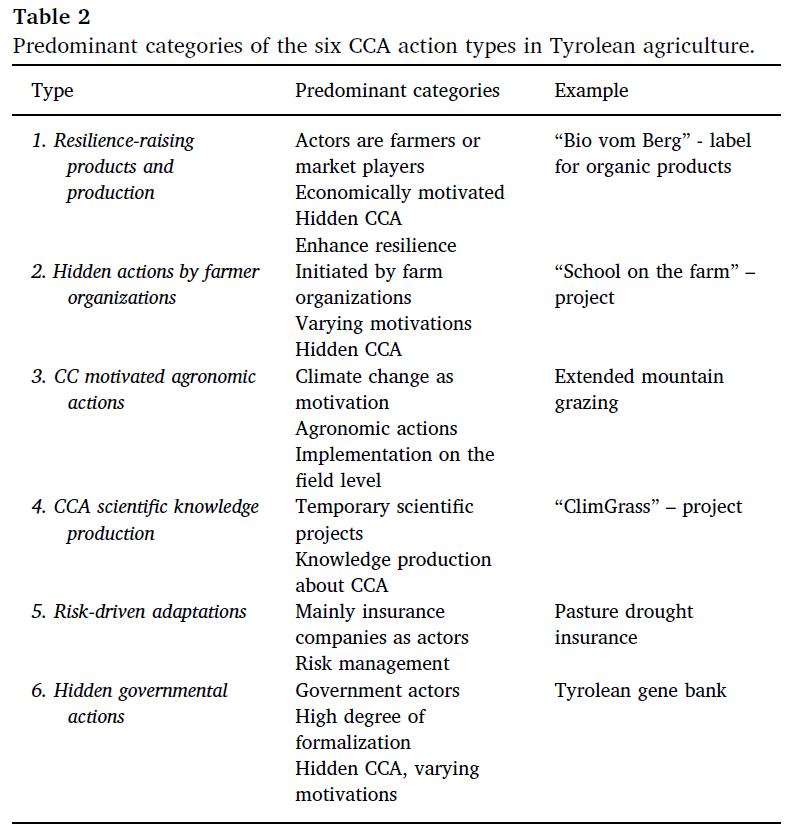 Table 2
Predominant categories of the six CCA action types in Tyrolean agriculture.
Type Predominant categories Example
1. Resilience-raising Actors are farmers or “Bio vom Berg” - label
products and market players for organic products
production Economically motivated
Hidden CCA
Enhance resilience
2. Hidden actions by farmer Initiated by farm “School on the farm” –
organizations organizations project
Varying motivations
Hidden CCA
3. CC motivated agronomic Climate change as Extended mountain
actions motivation grazing
Agronomic actions
Implementation on the
field level
4. CCA scientific knowledge Temporary scientific “ClimGrass” – project
production projects
Knowledge production
about CCA
5. Risk-driven adaptations Mainly insurance Pasture drought
companies as actors insurance
Risk management
6. Hidden governmental Government actors Tyrolean gene bank
actions High degree of
formalization
Hidden CCA, varying
motivations